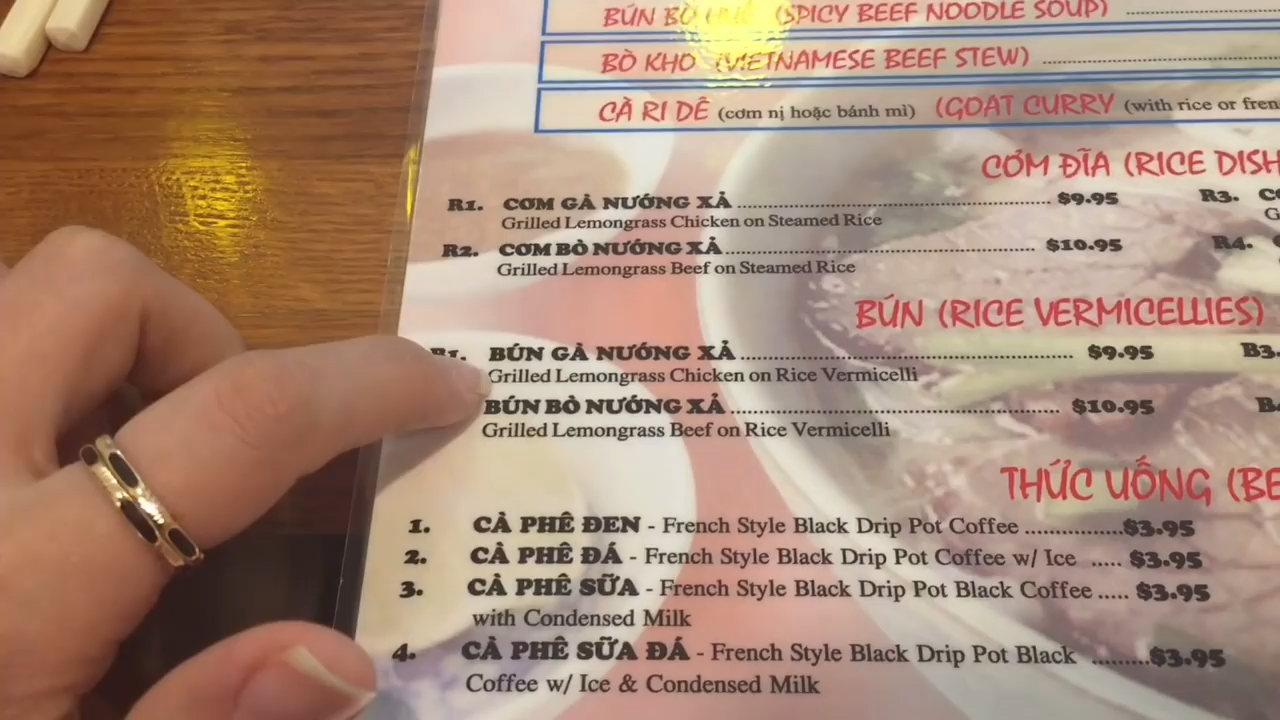 BÚN BÒ HUẾ (SPICY BEEF NOODLE SOUP)
BÒ KHO (VIETNAMESE BEEF STEW)
CÀ RI DÊ (cơm nị hoặc bánh mì) (GOAT CURRY (with rice or fren
CƠM ĐĨA (RICE DISH
R1. CƠM GÀ NƯỚNG XẢ $9.95 R3. C
Grilled Lemongrass Chicken on Steamed Rice G
R2. CƠM BÒ NƯỚNG XẢ $10.95 R4.
Grilled Lemongrass Beef on Steamed Rice
BÚN (RICE VERMICELLIES)
B1. BÚN GÀ NƯỚNG XẢ $9.95 B3.
Grilled Lemongrass Chicken on Rice Vermicelli
BÚN BÒ NƯỚNG XẢ $10.95 B
Grilled Lemongrass Beef on Rice Vermicelli
THỨC UỐNG (BE
1. CÀ PHÊ ĐEN - French Style Black Drip Pot Coffee $3.95
2. CÀ PHÊ ĐÁ - French Style Black Drip Pot Coffee w/ Ice $3.95
3. CÀ PHÊ SỮA - French Style Black Drip Pot Black Coffee $3.95
with Condensed Milk
4. CÀ PHÊ SỮA ĐÁ - French Style Black Drip Pot Black $3.95
Coffee w/ Ice & Condensed Milk